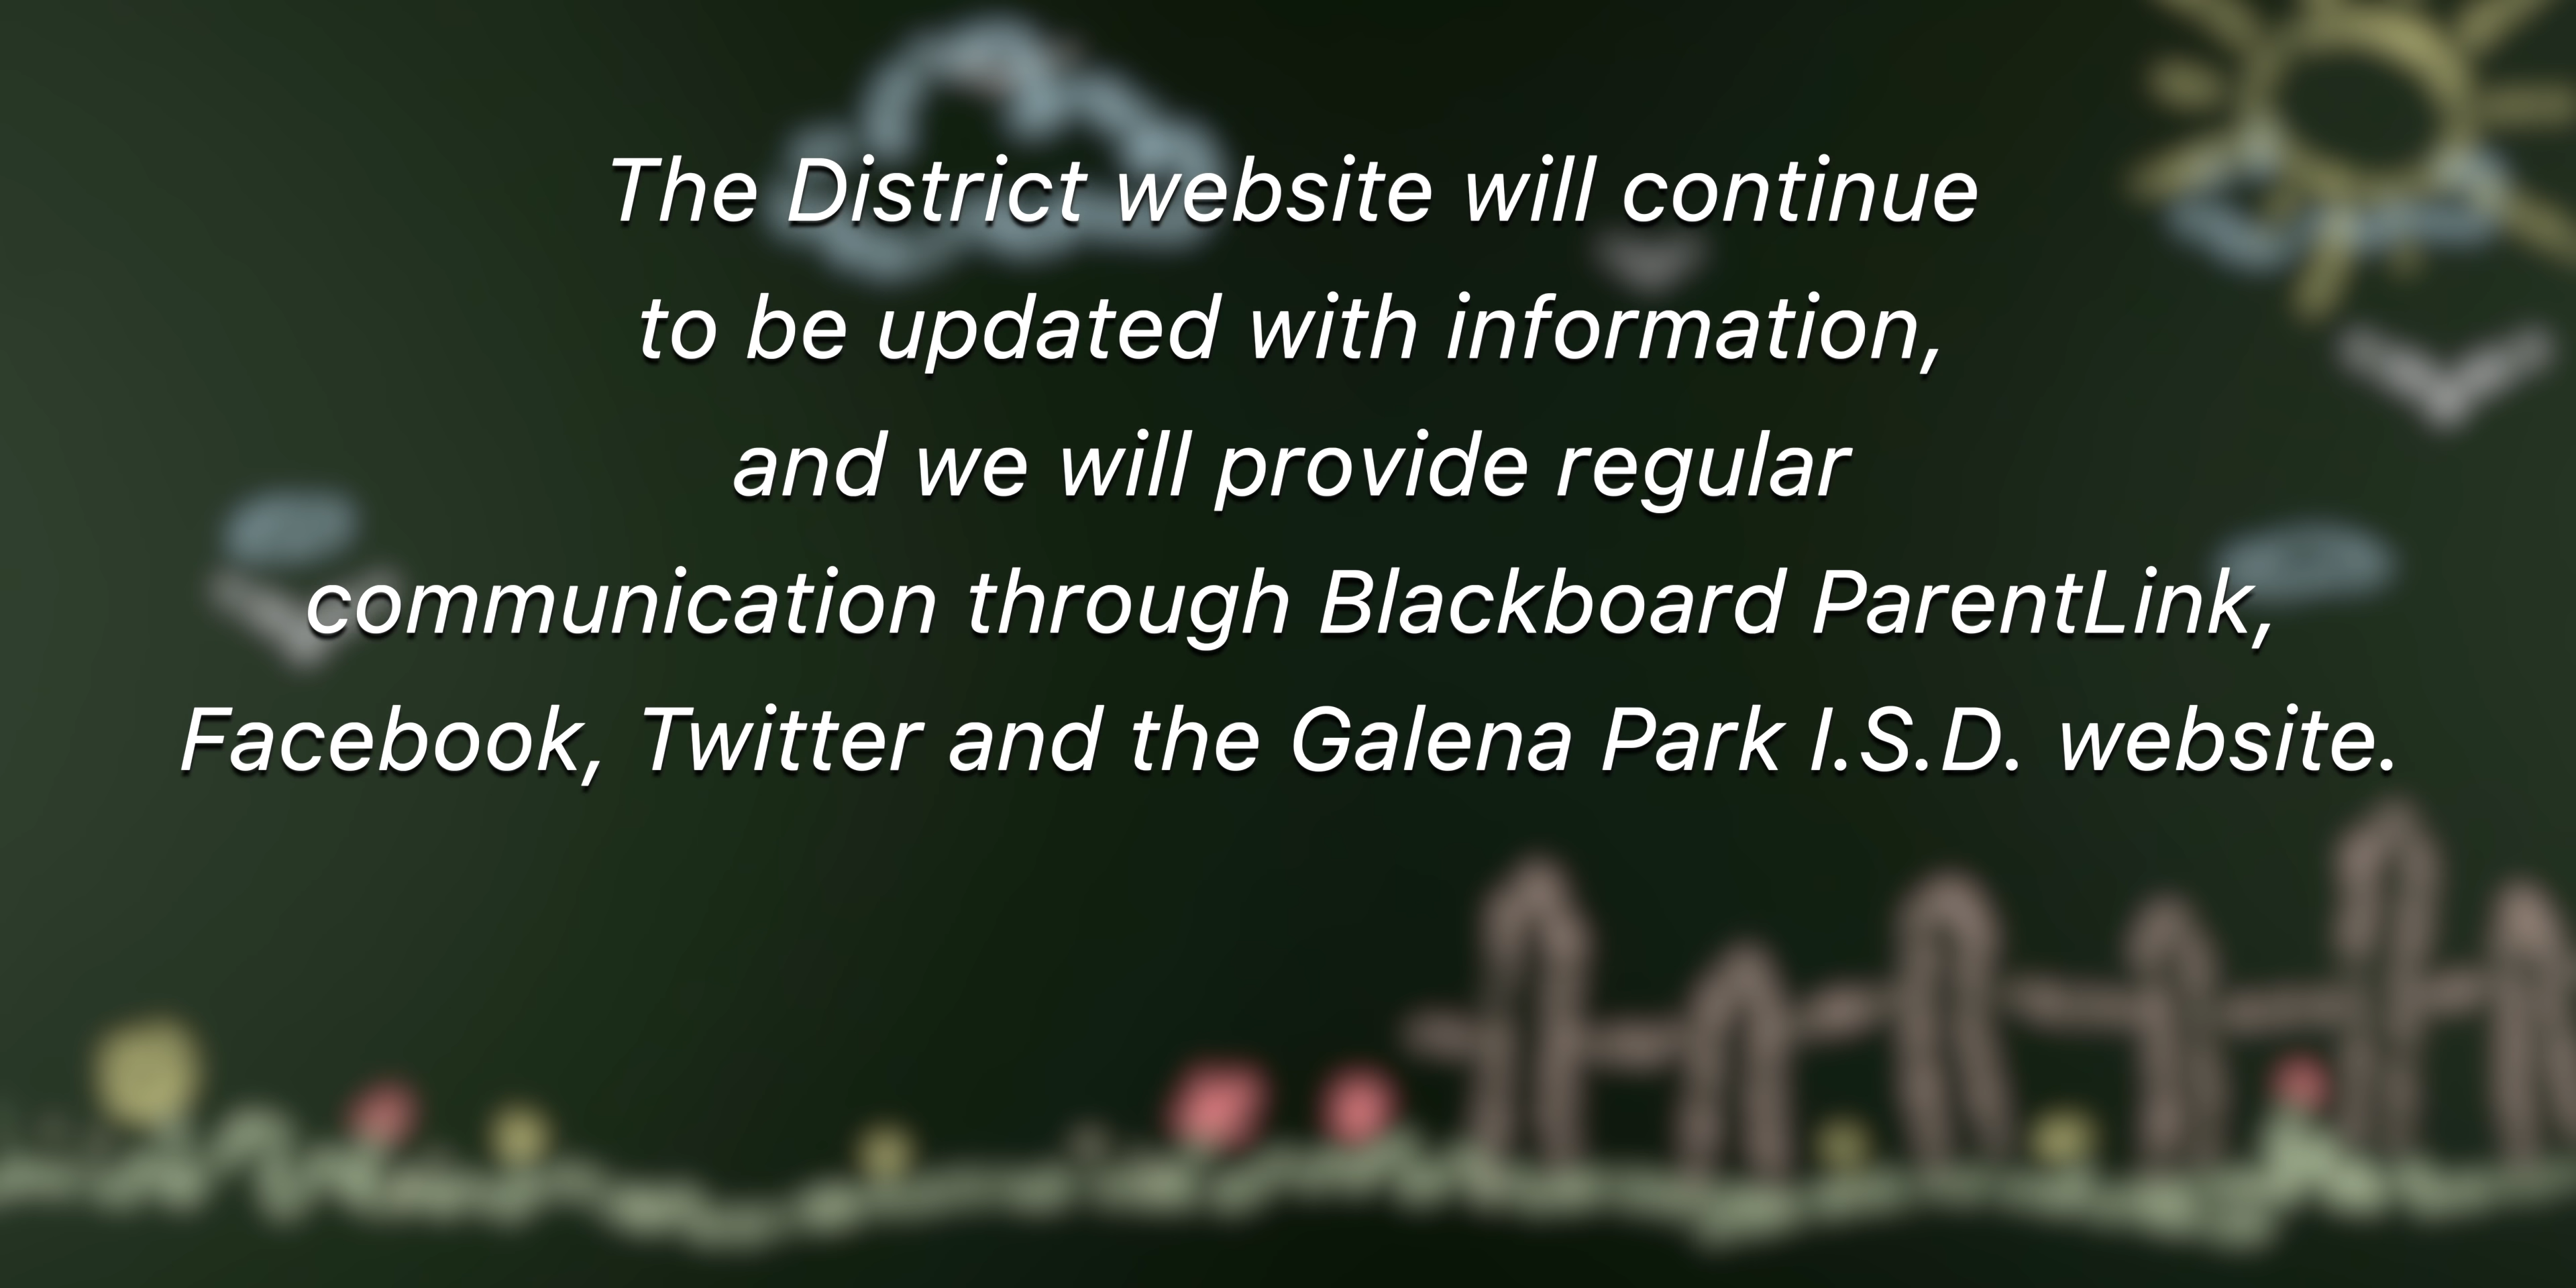 The District website will continue
to be updated with information,
and we will provide regular
communication through Blackboard ParentLink,
Facebook, Twitter and the Galena Park I.S.D. website.